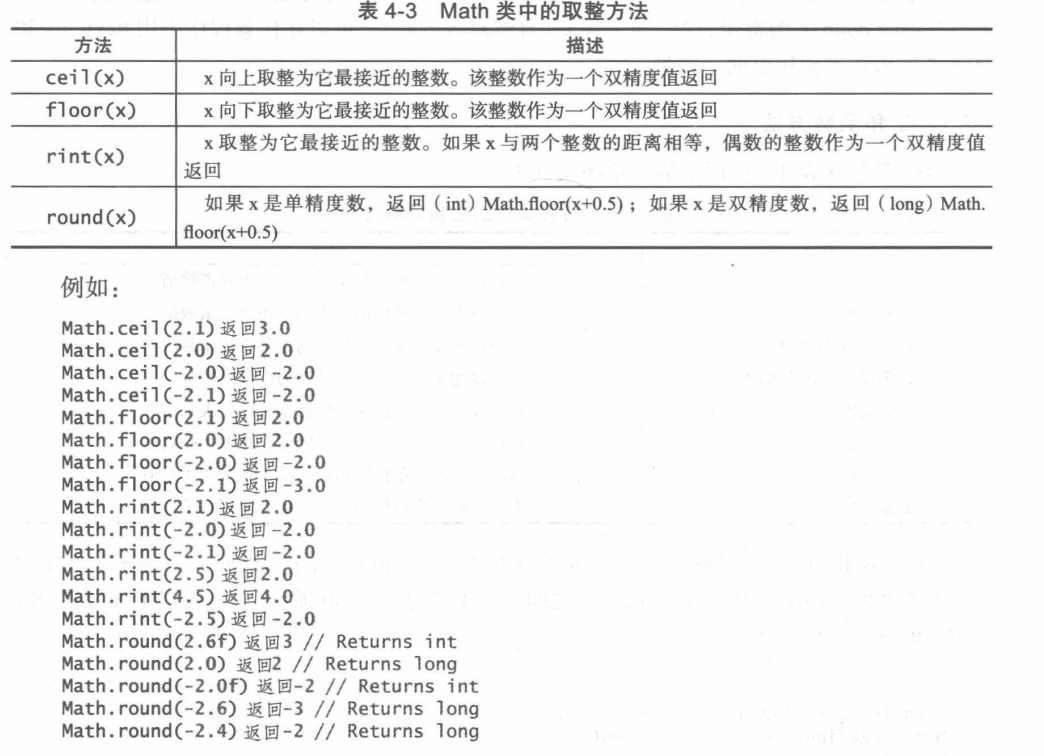 表 4-3 Math 类中的取整方法
方法 描述
ceil(x) x 向上取整为它最接近的整数。该整数作为一个双精度值返回
floor(x) x 向下取整为它最接近的整数。该整数作为一个双精度值返回
rint(x) x 取整为它最接近的整数。如果 x 与两个整数的距离相等，偶数的整数作为一个双精度值
返回
round(x) 如果 x 是单精度数，返回（int）Math.floor(x+0.5)；如果 x 是双精度数，返回（long）Math.
floor(x+0.5)
例如：
Math.ceil(2.1)返回3.0
Math.ceil(2.0)返回2.0
Math.ceil(-2.0)返回-2.0
Math.ceil(-2.1)返回-2.0
Math.floor(2.1)返回2.0
Math.floor(2.0)返回2.0
Math.floor(-2.0)返回-2.0
Math.floor(-2.1)返回-3.0
Math.rint(2.1)返回2.0
Math.rint(-2.0)返回-2.0
Math.rint(-2.1)返回-2.0
Math.rint(2.5)返回2.0
Math.rint(4.5)返回4.0
Math.rint(-2.5)返回-2.0
Math.round(2.6f)返回3 // Returns int
Math.round(2.0) 返回2 // Returns long
Math.round(-2.0f) 返回-2 // Returns int
Math.round(-2.6) 返回-3 // Returns long
Math.round(-2.4) 返回-2 // Returns long